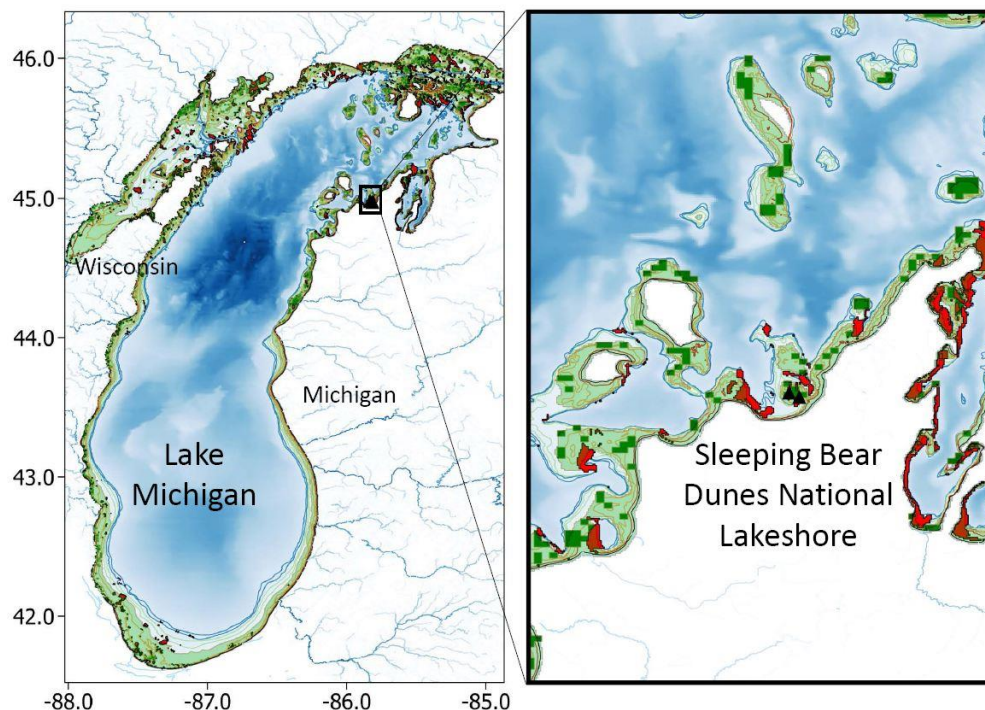 46.0
45.0
Wisconsin
44.0
Michigan
43.0
Lake
Michigan
42.0
-88.0
-87.0
-86.0
-85.0
Sleeping Bear
Dunes National
Lakeshore